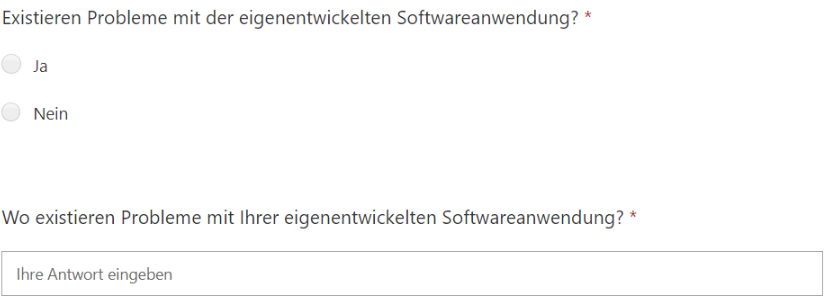 Existieren Probleme mit der eigenentwickelten Softwareanwendung? *
Ja
Nein
Wo existieren Probleme mit Ihrer eigenentwickelten Softwareanwendung? *
Ihre Antwort eingeben